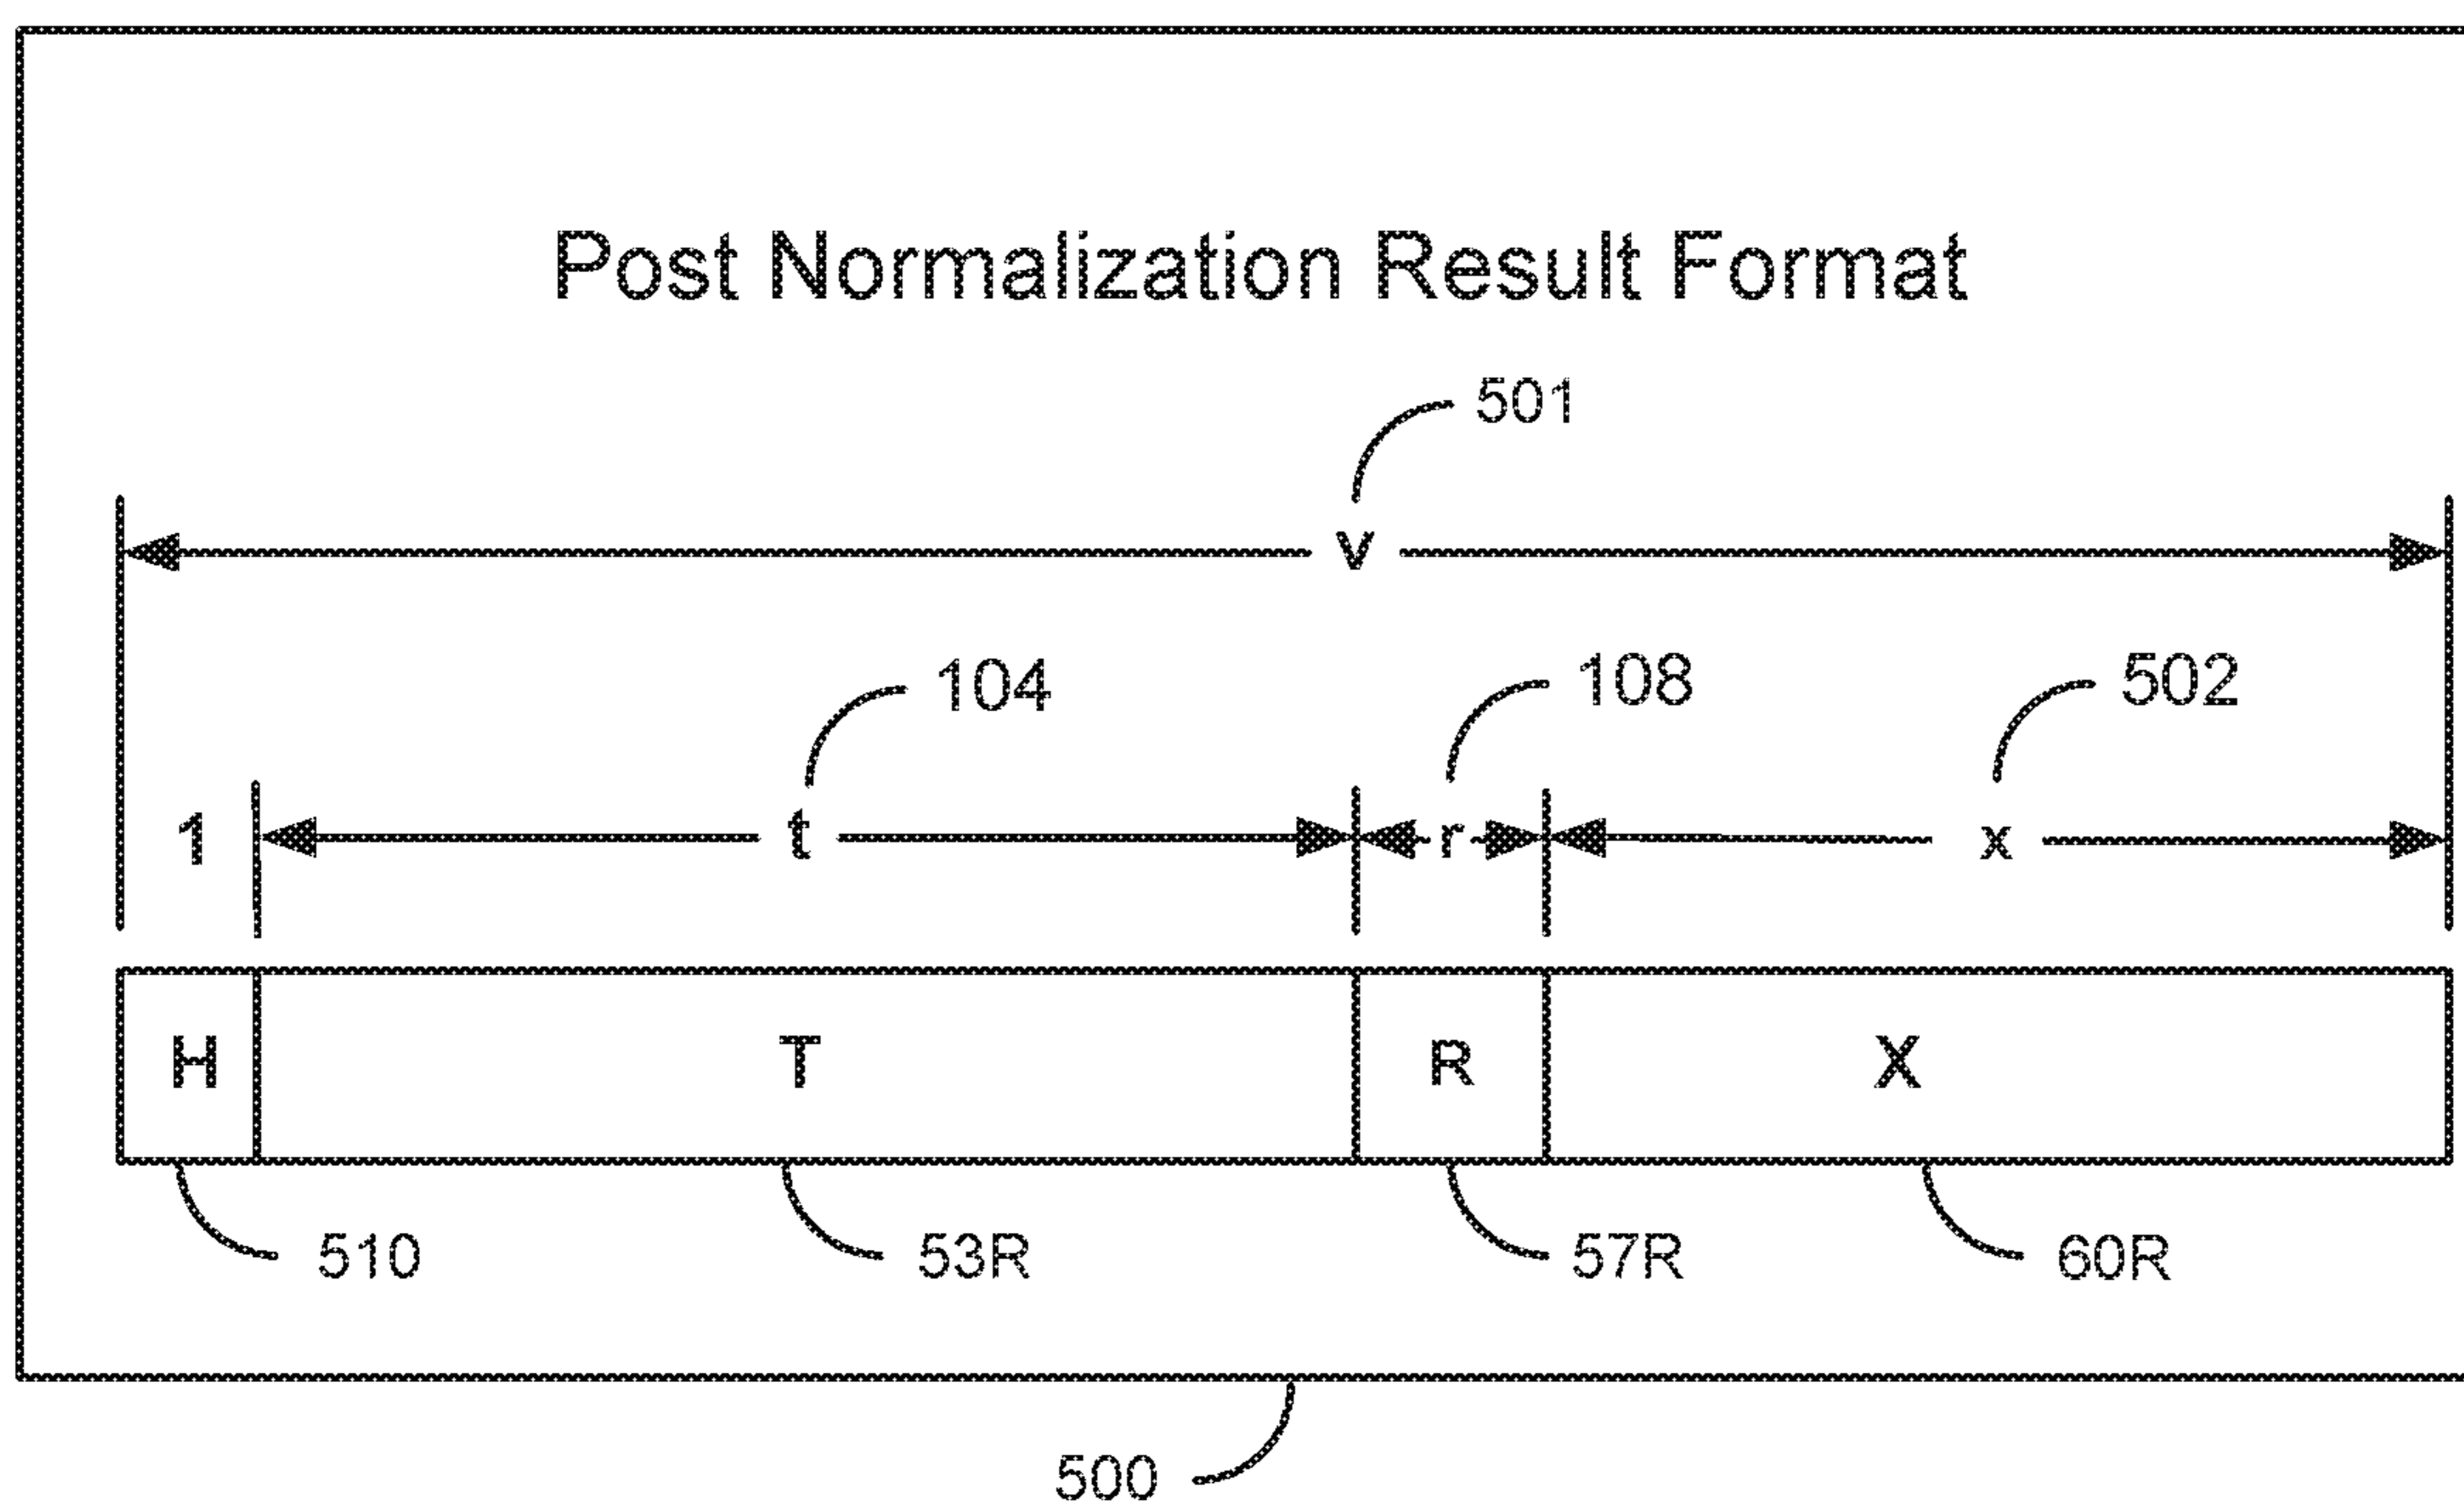 Post Normalization Result Format
501
v
104 108 502
1 t r x
H T R X
510 53R 57R 60R
500